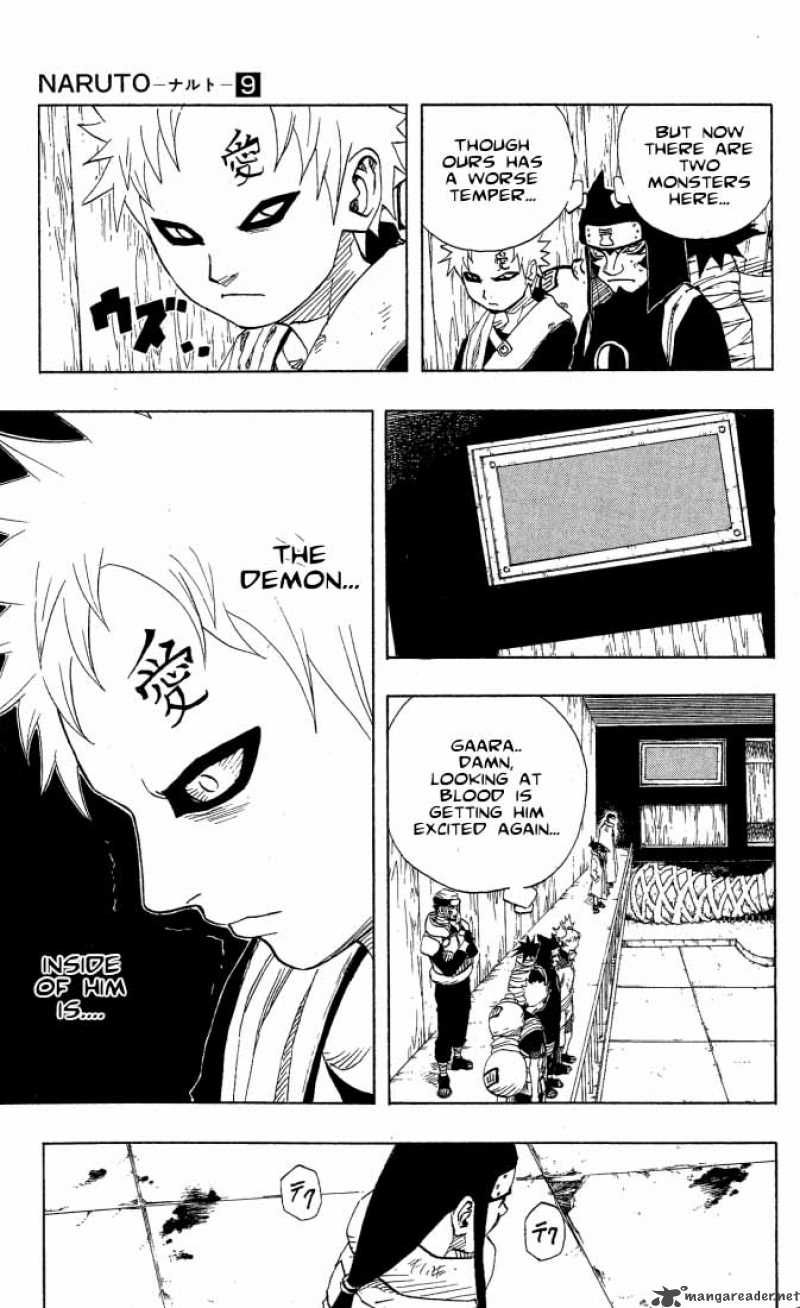 NARUTO—ナルト—9
BUT NOW
THERE ARE
TWO
MONSTERS
HERE...
THOUGH
OURS HAS
A WORSE
TEMPER...
愛
愛
ウズ..
GAARA..
DAMN,
LOOKING AT
BLOOD IS
GETTING HIM
EXCITED AGAIN...
THE
DEMON...
愛
INSIDE
OF HIM
IS....
テク
テク
mangareader.net